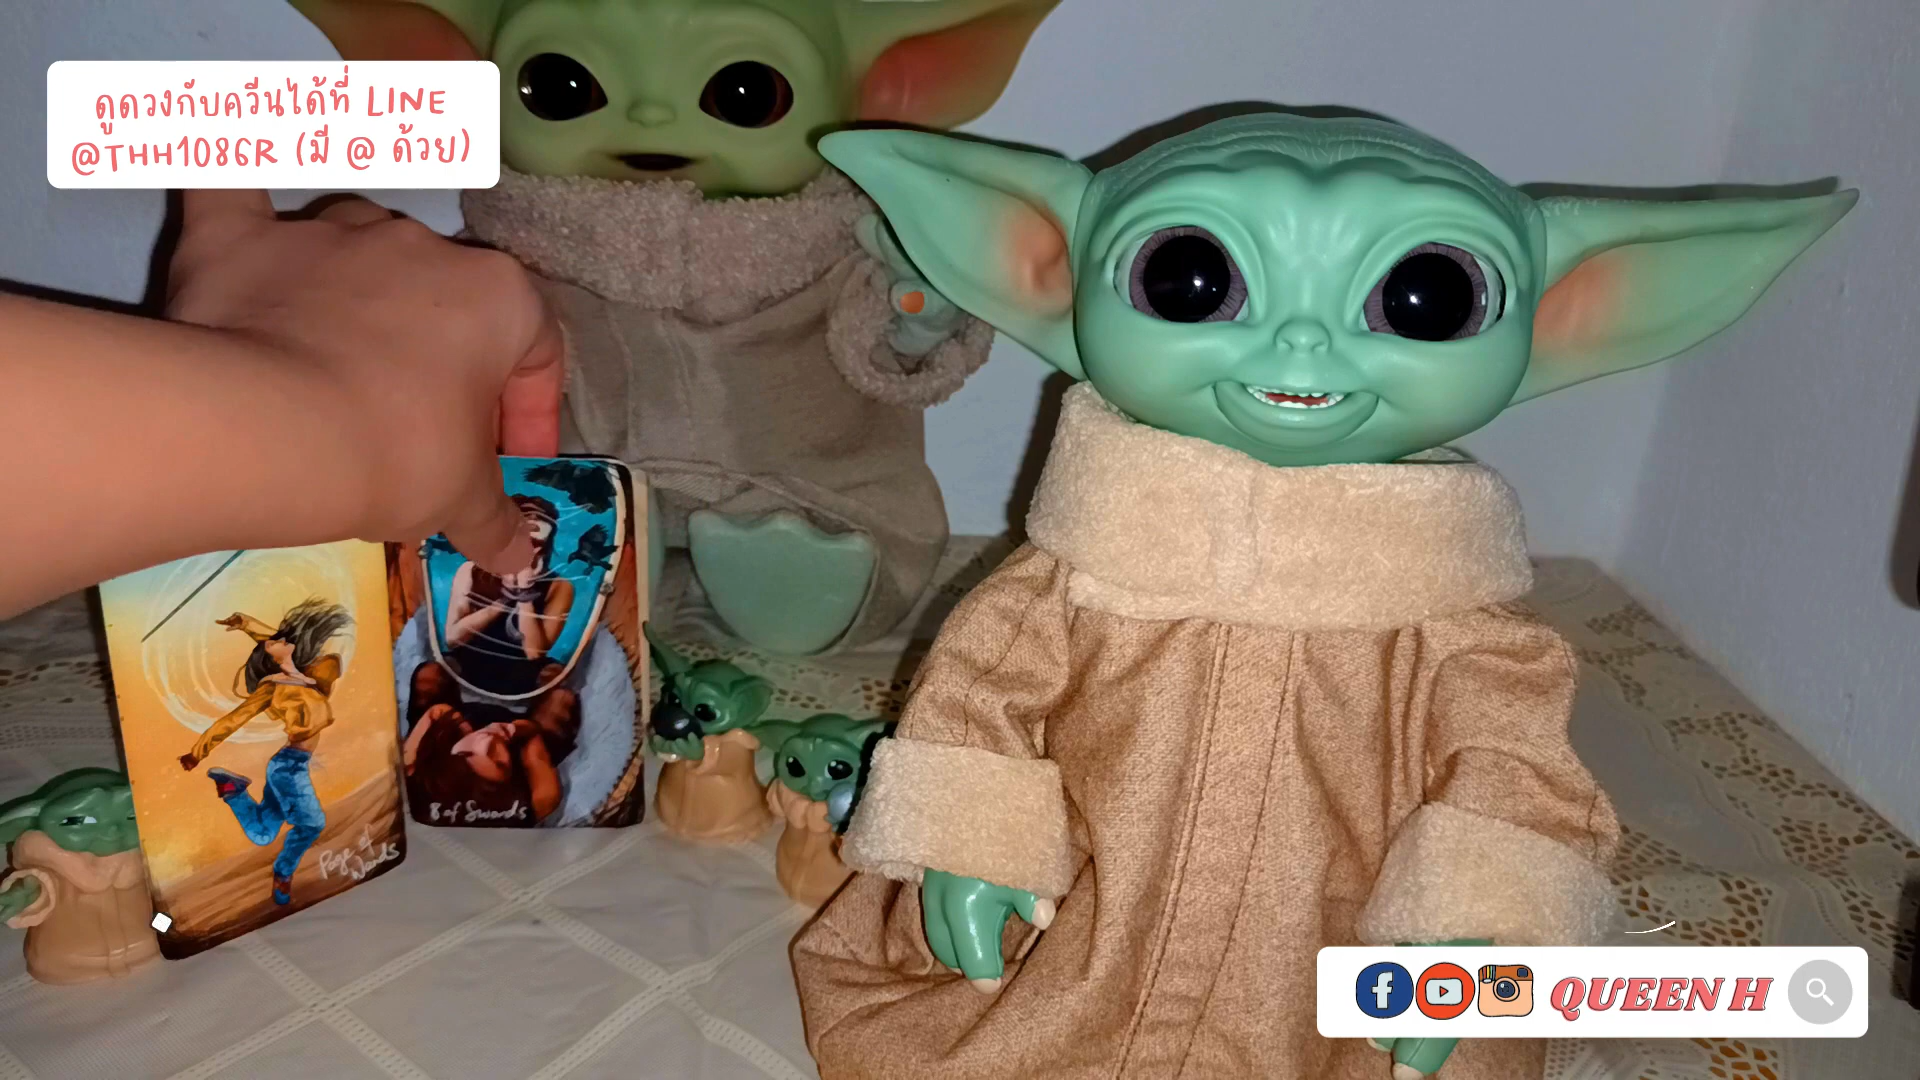 ดูดวงกับควีนได้ที่ LINE
@THH1086R (มี @ ด้วย)
8 of Swords
Page of
Wands
QUEEN H